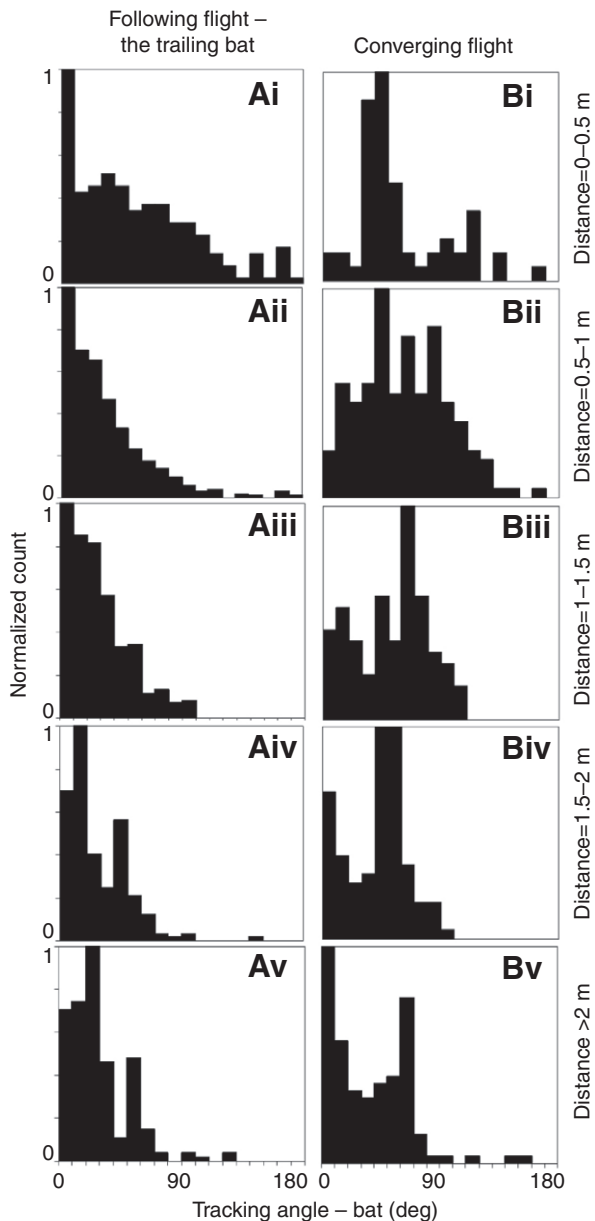 Following flight –
the trailing bat
Converging flight
Normalized count
1
Ai
0
Bi
Distance=0–0.5 m
1
Aii
0
Bii
Distance=0.5–1 m
1
Aiii
0
Biii
Distance=1–1.5 m
1
Aiv
0
Biv
Distance=1.5–2 m
1
Av
0
Bv
Distance >2 m
0 90 180 0 90 180
Tracking angle – bat (deg)